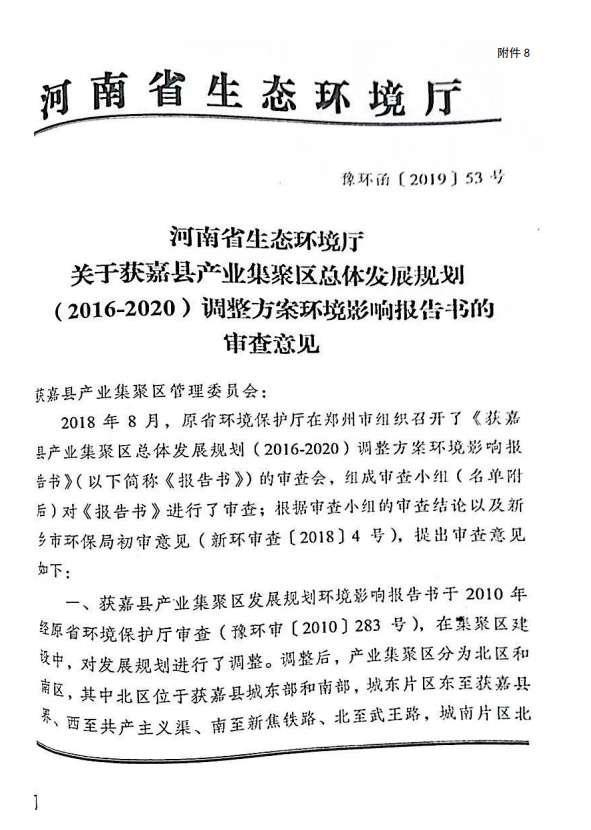 附件 8
河南省生态环境厅
豫环函〔2019〕53 号
河南省生态环境厅
关于获嘉县产业集聚区总体发展规划
（2016-2020）调整方案环境影响报告书的
审查意见
获嘉县产业集聚区管理委员会：
2018 年 8 月，原省环境保护厅在郑州市组织召开了《获嘉
县产业集聚区总体发展规划（2016-2020）调整方案环境影响报
告书》（以下简称《报告书》）的审查会，组成审查小组（名单附
后）对《报告书》进行了审查；根据审查小组的审查结论以及新
乡市环保局初审意见（新环审查〔2018〕4 号），提出审查意见
如下：
一、获嘉县产业集聚区发展规划环境影响报告书于 2010 年
经原省环境保护厅审查（豫环审〔2010〕283 号），在集聚区建
设中，对发展规划进行了调整。调整后，产业集聚区分为北区和
南区，其中北区位于获嘉县城东部和南部，城东片区东至获嘉县
界、西至共产主义渠、南至新焦铁路、北至武王路，城南片区北